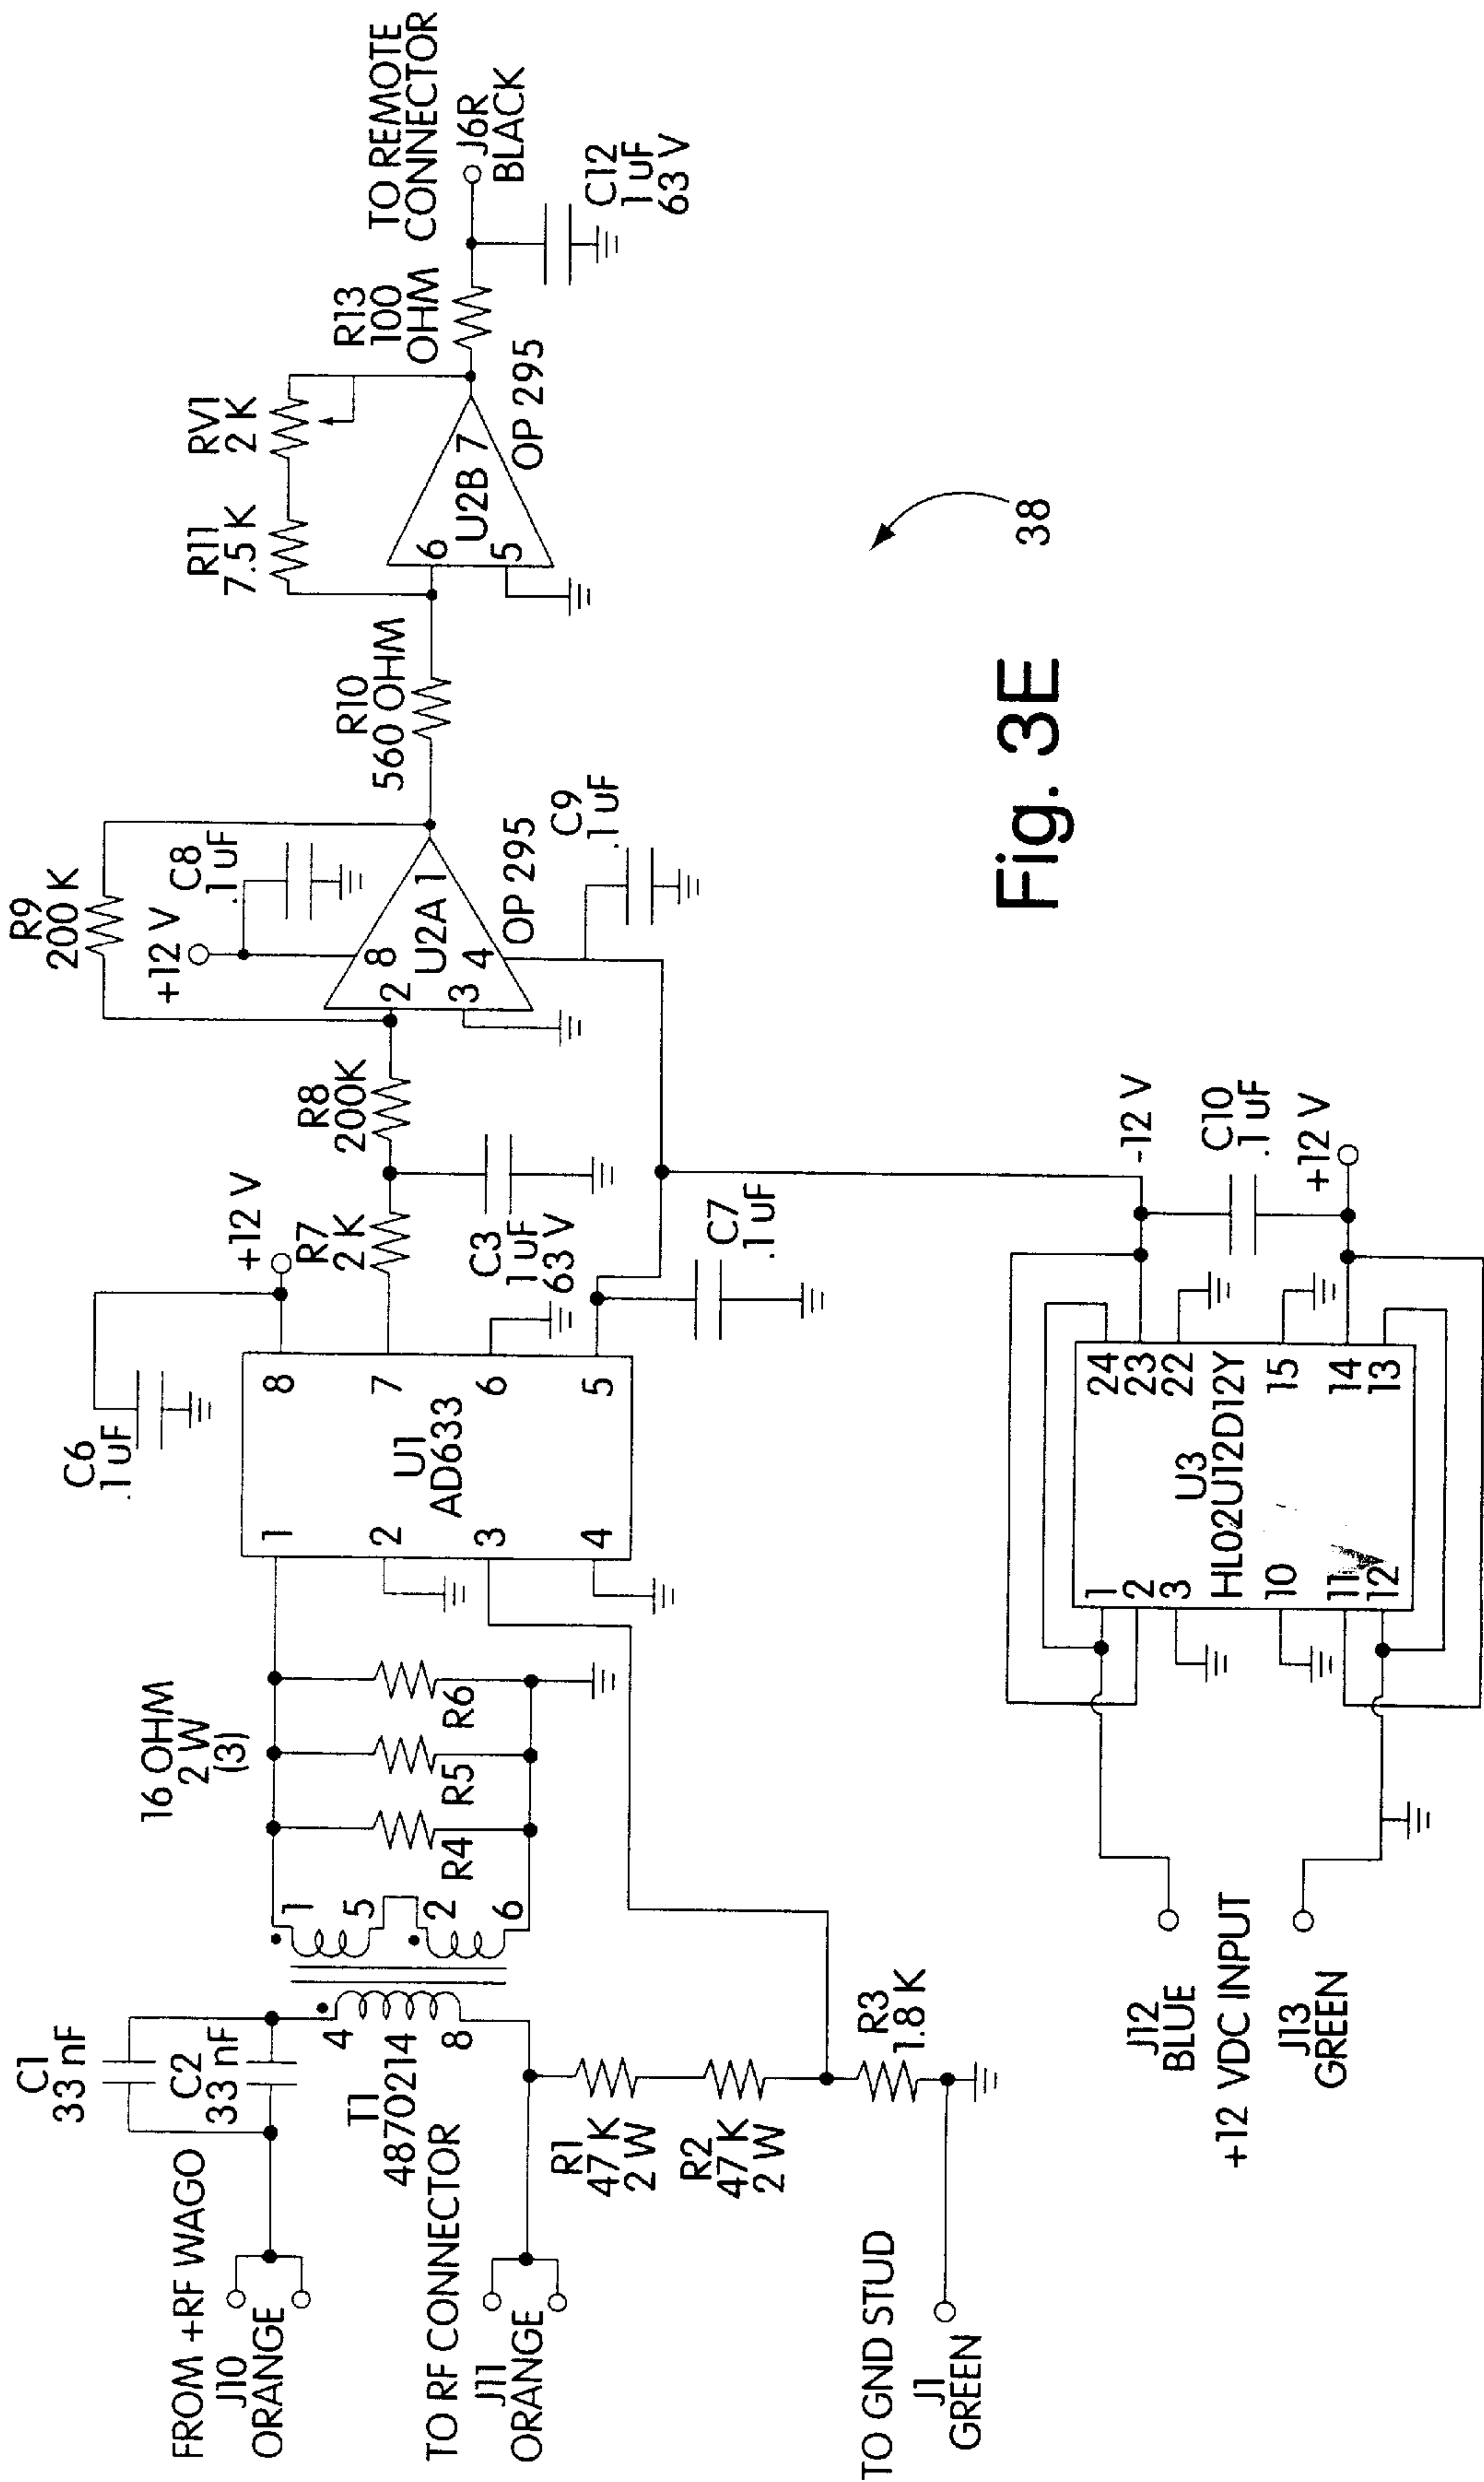 C1
33 nF
C2
33 nF
FROM +RF WAGO
J10
ORANGE
T1
4870214
4
8
1
5
2
6
TO RF CONNECTOR
J11
ORANGE
R1
47 K
2 W
R2
47 K
2 W
R3
1.8 K
TO GND STUD
J1
GREEN
16 OHM
2 W
(3)
R4
R5
R6
C6
.1 uF
+12 V
U1
AD633
1
2
3
4
8
7
6
5
R7
2 K
C3
1 uF
63 V
C7
.1 uF
R8
200K
R9
200 K
+12 V
C8
.1 uF
8
2
U2A
1
3
4
OP 295
C9
.1 uF
R10
560 OHM
R11
7.5 K
RV1
2 K
6
U2B
7
5
OP 295
R13
100
OHM
TO REMOTE
CONNECTOR
J6R
BLACK
C12
1 uF
63 V
J12
BLUE
+12 VDC INPUT
J13
GREEN
U3
HL02U12D12Y
1
2
3
10
11
12
24
23
22
15
14
13
-12 V
C10
.1 uF
+12 V
38
Fig. 3E